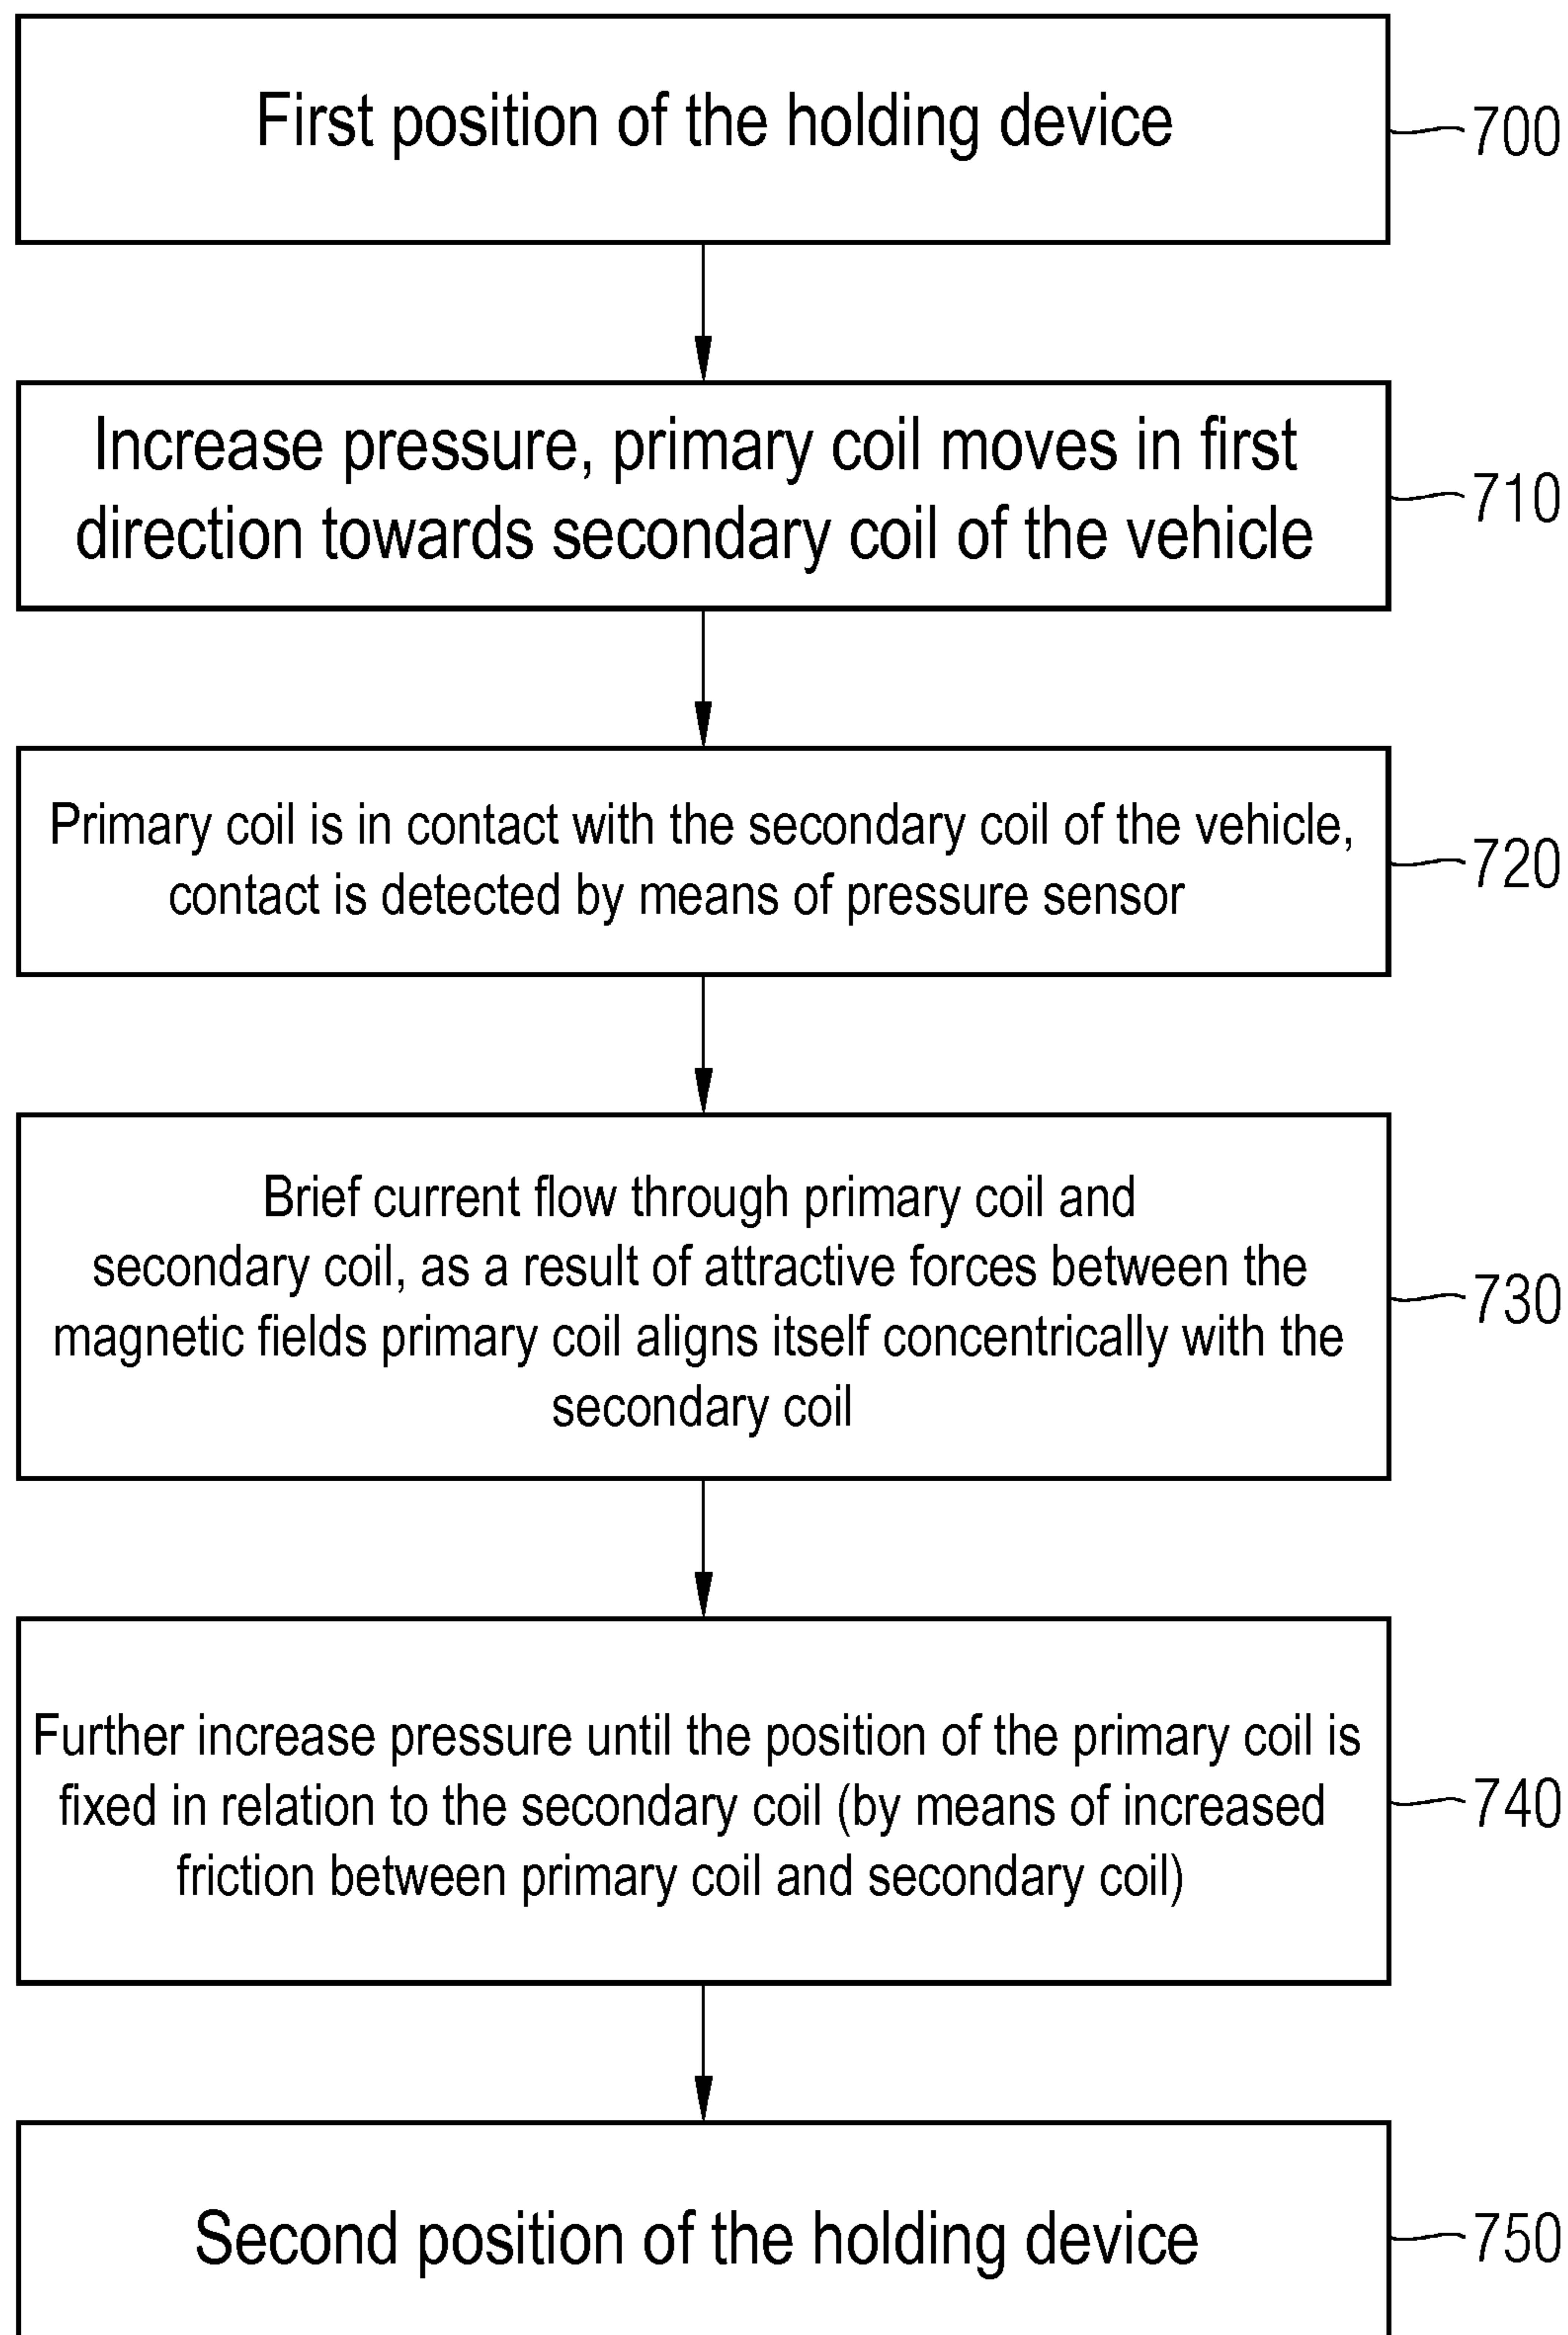 First position of the holding device
700
Increase pressure, primary coil moves in first
direction towards secondary coil of the vehicle
710
Primary coil is in contact with the secondary coil of the vehicle,
contact is detected by means of pressure sensor
720
Brief current flow through primary coil and
secondary coil, as a result of attractive forces between the
magnetic fields primary coil aligns itself concentrically with the
secondary coil
730
Further increase pressure until the position of the primary coil is
fixed in relation to the secondary coil (by means of increased
friction between primary coil and secondary coil)
740
Second position of the holding device
750